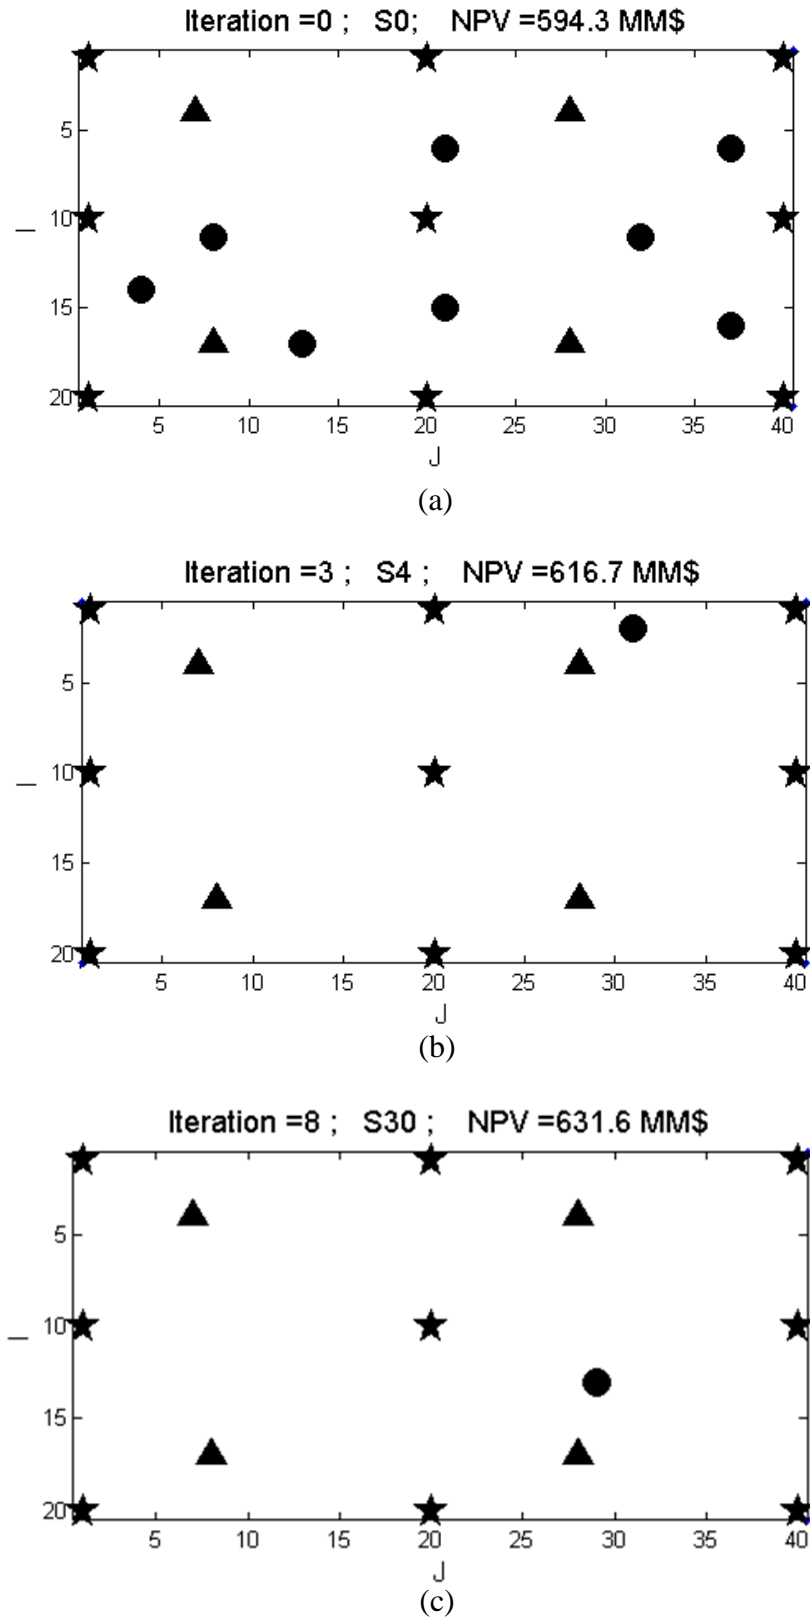 Iteration =0 ; S0; NPV =594.3 MM$
5
10
I
15
20
5 10 15 20 25 30 35 40
J
(a)
Iteration =3 ; S4 ; NPV =616.7 MM$
5
10
I
15
20
5 10 15 20 25 30 35 40
J
(b)
Iteration =8 ; S30 ; NPV =631.6 MM$
5
10
I
15
20
5 10 15 20 25 30 35 40
J
(c)